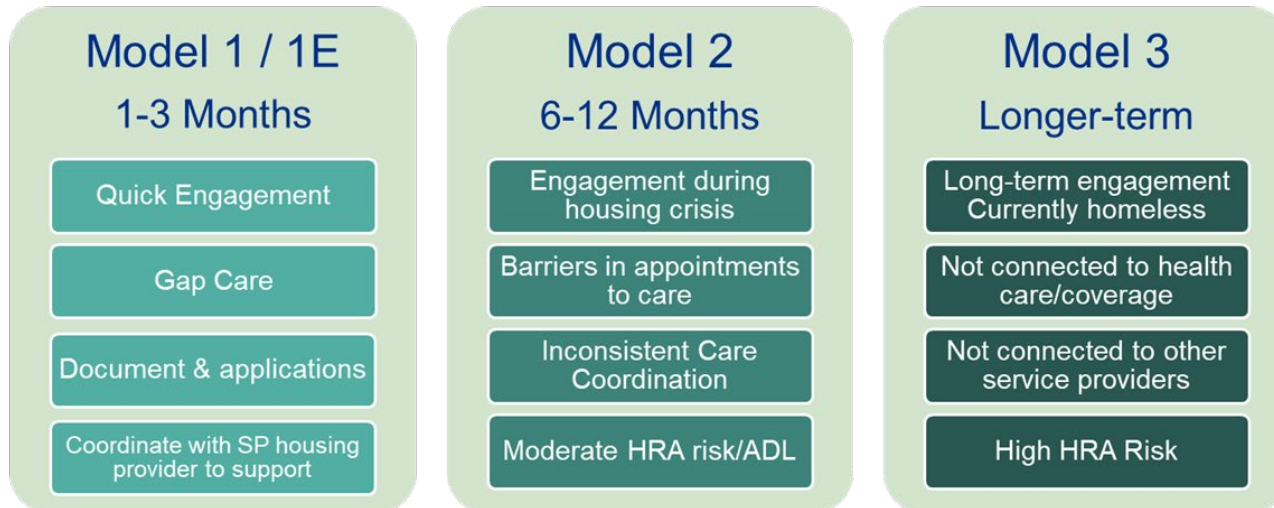 Model 1 / 1E
1-3 Months
Quick Engagement
Gap Care
Document & applications
Coordinate with SP housing
provider to support
Model 2
6-12 Months
Engagement during
housing crisis
Barriers in appointments
to care
Inconsistent Care
Coordination
Moderate HRA risk/ADL
Model 3
Longer-term
Long-term engagement
Currently homeless
Not connected to health
care/coverage
Not connected to other
service providers
High HRA Risk